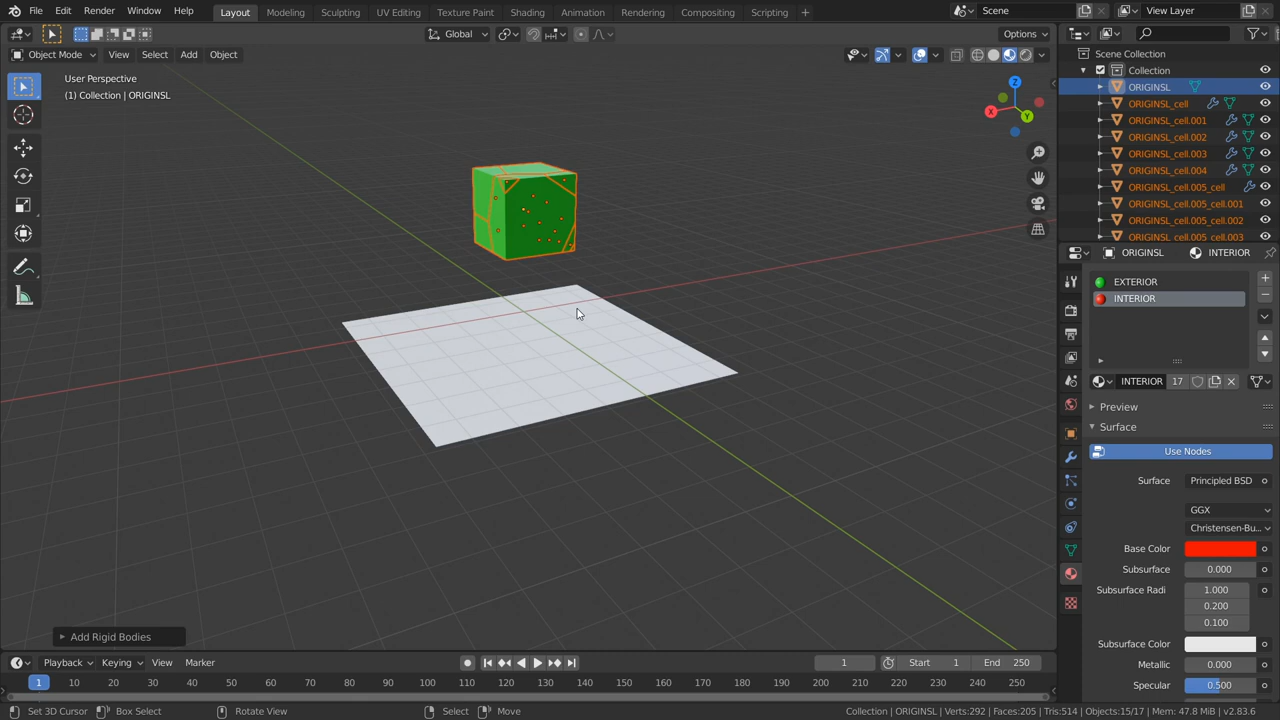 File Edit Render Window Help Layout Modeling Sculpting UV Editing Texture Paint Shading Animation Rendering Compositing Scripting + Scene View Layer
Global Options
Object Mode View Select Add Object
User Perspective
(1) Collection | ORIGINSL
Z
X
Y
Scene Collection
Collection
ORIGINSL
ORIGINSL_cell
ORIGINSL_cell.001
ORIGINSL_cell.002
ORIGINSL_cell.003
ORIGINSL_cell.004
ORIGINSL_cell.005_cell
ORIGINSL_cell.005_cell.001
ORIGINSL_cell.005_cell.002
ORIGINSL_cell.005_cell.003
ORIGINSL INTERIOR
EXTERIOR
INTERIOR
INTERIOR 17
Preview
Surface
Use Nodes
Surface Principled BSD
GGX
Christensen-Bu...
Base Color
Subsurface 0.000
Subsurface Radi 1.000
0.200
0.100
Subsurface Color
Metallic 0.000
Specular 0.500
Add Rigid Bodies
Playback Keying View Marker 1 Start 1 End 250
1 10 20 30 40 50 60 70 80 90 100 110 120 130 140 150 160 170 180 190 200 210 220 230 240 250
Set 3D Cursor Box Select Rotate View Select Move Collection | ORIGINSL | Verts:292 | Faces:205 | Tris:514 | Objects:15/17 | Mem: 47.8 MiB | v2.83.6